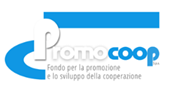 Promocoop
Fondo per la promozione
e lo sviluppo della cooperazione